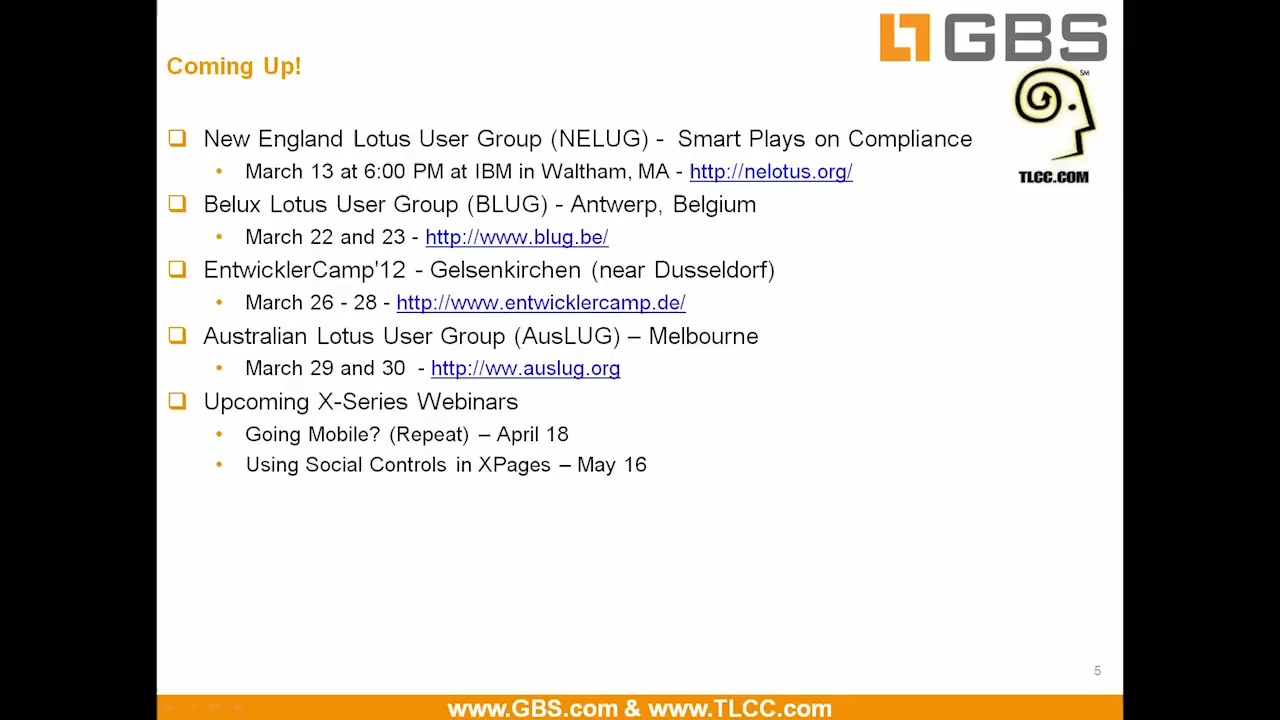 GBS
Coming Up!
SM
TLCC.COM
New England Lotus User Group (NELUG) - Smart Plays on Compliance
March 13 at 6:00 PM at IBM in Waltham, MA - http://nelotus.org/
Belux Lotus User Group (BLUG) - Antwerp, Belgium
March 22 and 23 - http://www.blug.be/
EntwicklerCamp'12 - Gelsenkirchen (near Dusseldorf)
March 26 - 28 - http://www.entwicklercamp.de/
Australian Lotus User Group (AusLUG) – Melbourne
March 29 and 30 - http://ww.auslug.org
Upcoming X-Series Webinars
Going Mobile? (Repeat) – April 18
Using Social Controls in XPages – May 16
5
www.GBS.com & www.TLCC.com